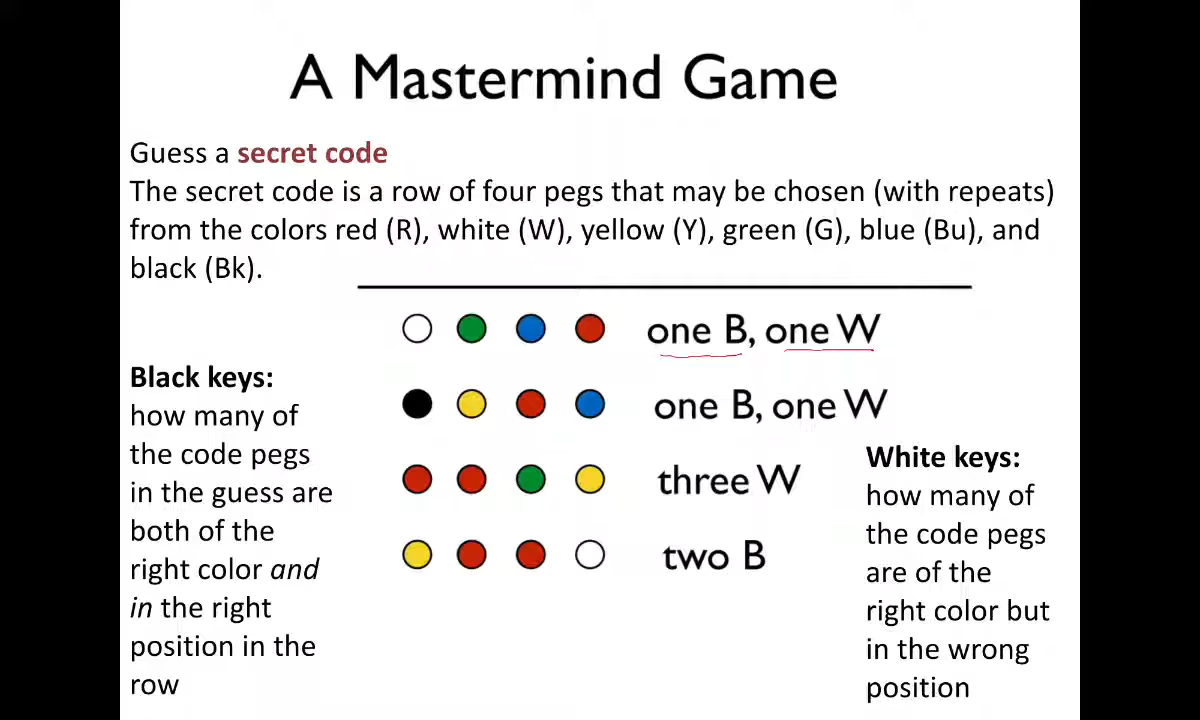 A Mastermind Game
Guess a secret code
The secret code is a row of four pegs that may be chosen (with repeats)
from the colors red (R), white (W), yellow (Y), green (G), blue (Bu), and
black (Bk).
one B, one W
one B, one W
three W
two B
Black keys:
how many of
the code pegs
in the guess are
both of the
right color and
in the right
position in the
row
White keys:
how many of
the code pegs
are of the
right color but
in the wrong
position